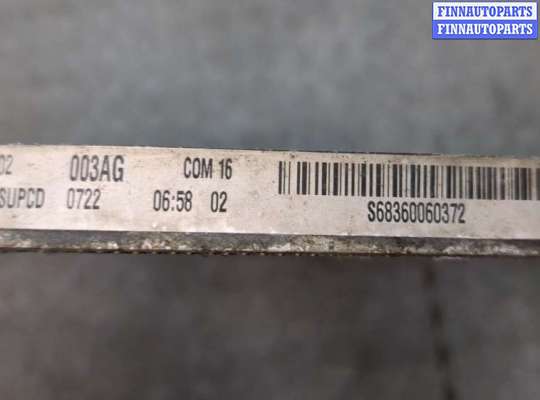 FINNAUTOPARTS
FINNAUTOPARTS
02 003AG COM 16
SUPCD 0722 06:58 02
S68360060372